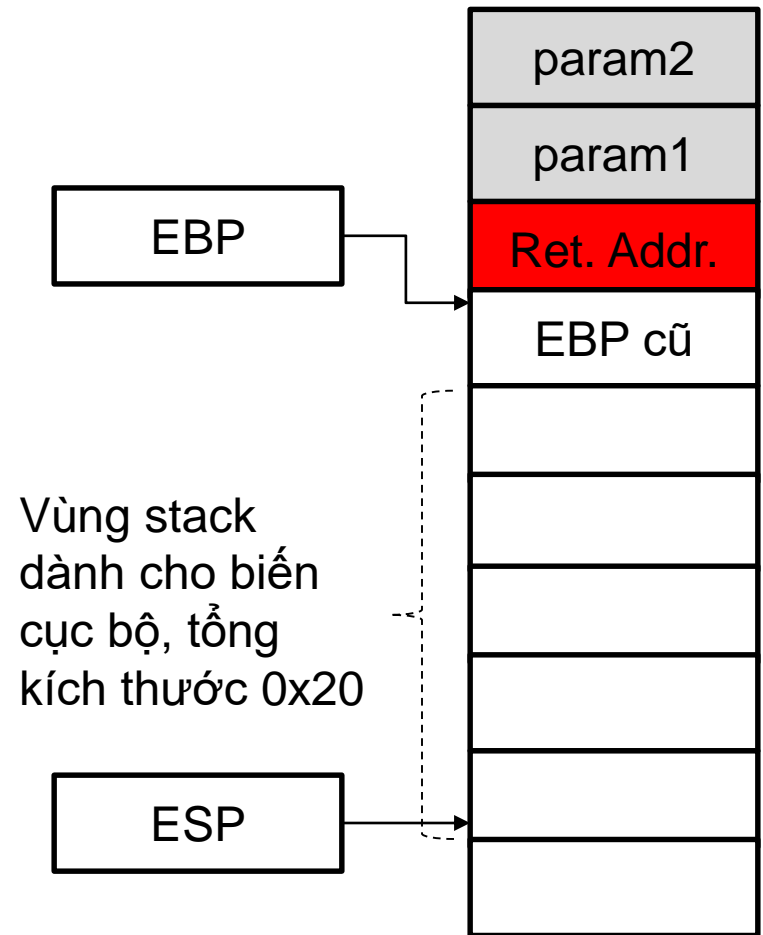 param2
param1
EBP
Ret. Addr.
EBP cũ
Vùng stack
dành cho biến
cục bộ, tổng
kích thước 0x20
ESP